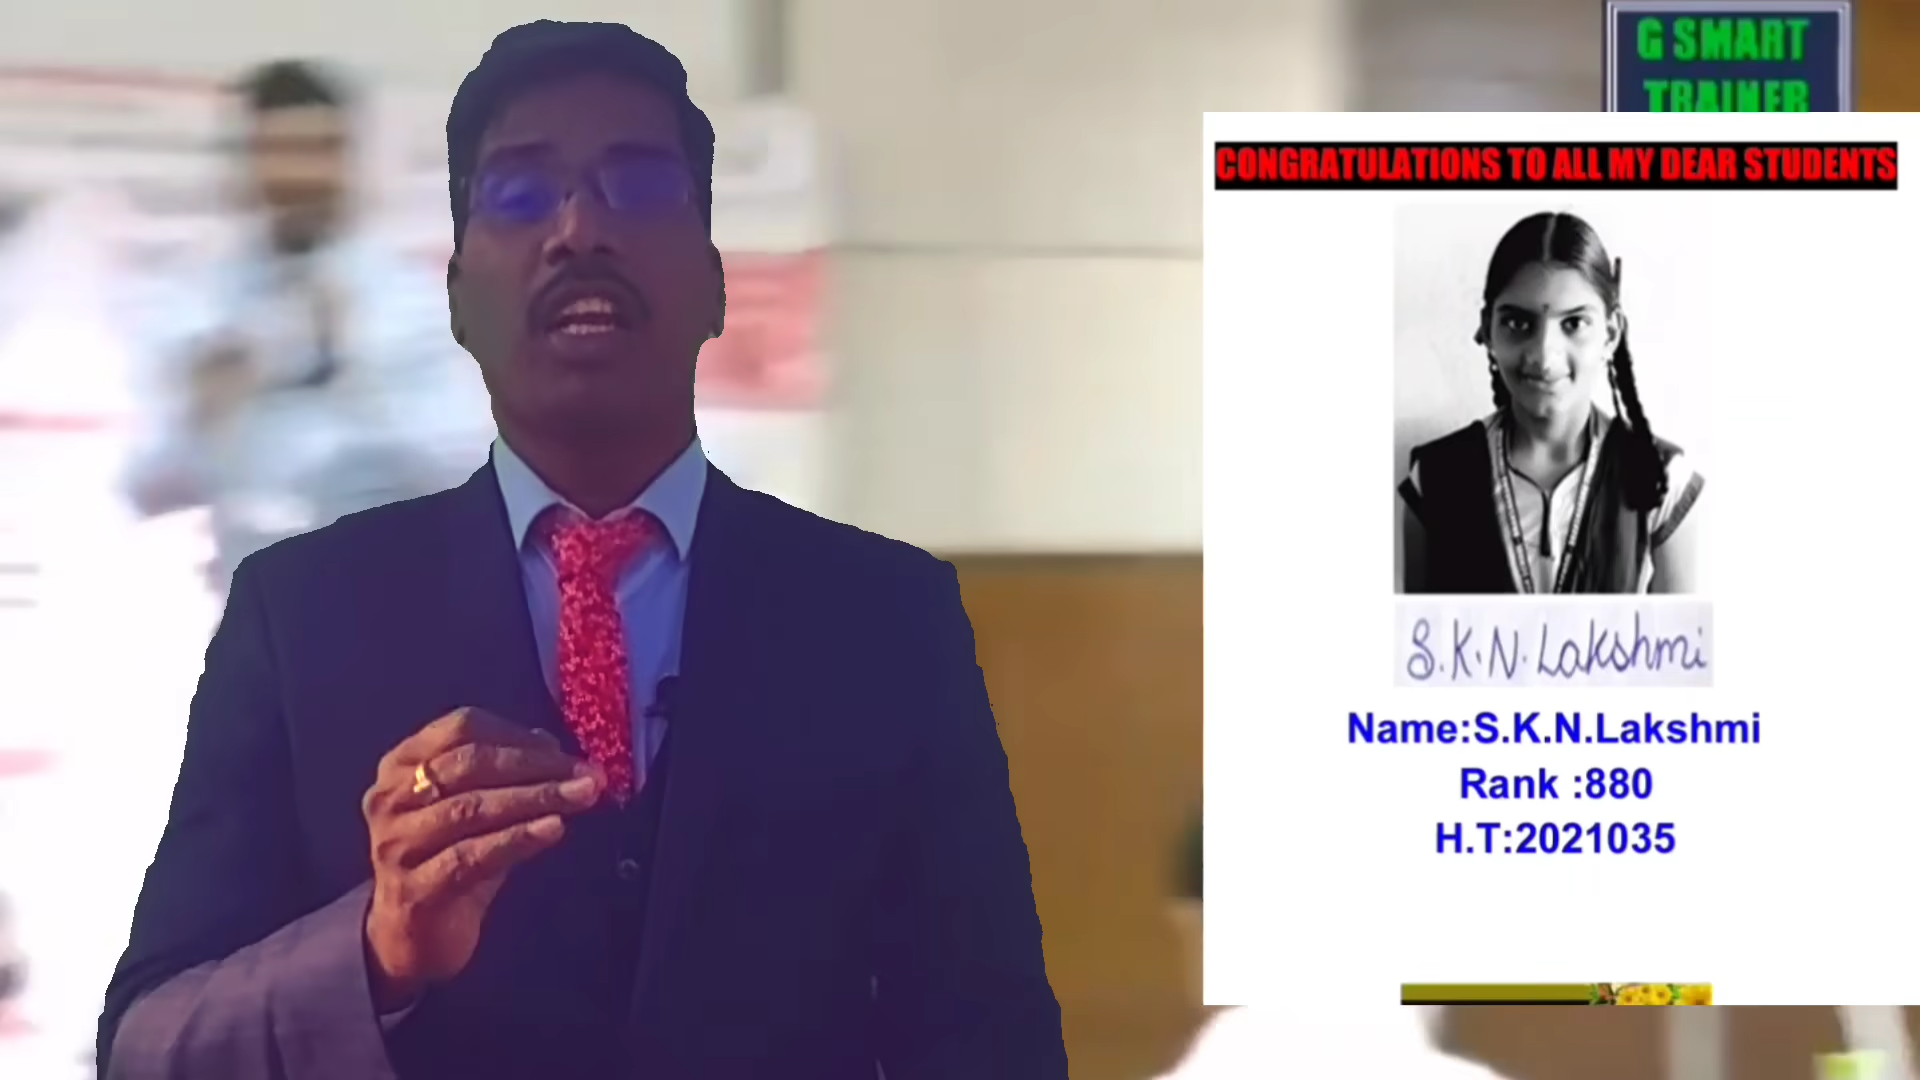 G SMART
TRAINER
CONGRATULATIONS TO ALL MY DEAR STUDENTS
S.K.N.Lakshmi
Name:S.K.N.Lakshmi
Rank :880
H.T:2021035